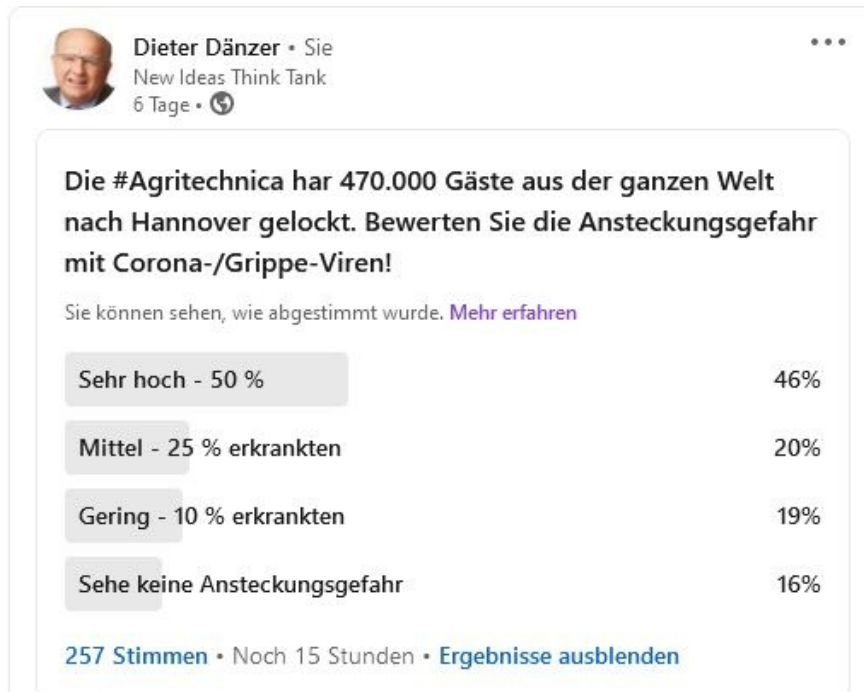 Dieter Dänzer • Sie
New Ideas Think Tank
6 Tage •
Die #Agritechnica har 470.000 Gäste aus der ganzen Welt
nach Hannover gelockt. Bewerten Sie die Ansteckungsgefahr
mit Corona-/Grippe-Viren!
Sie können sehen, wie abgestimmt wurde. Mehr erfahren
Sehr hoch - 50 % 46%
Mittel - 25 % erkrankten 20%
Gering - 10 % erkrankten 19%
Sehe keine Ansteckungsgefahr 16%
257 Stimmen • Noch 15 Stunden • Ergebnisse ausblenden